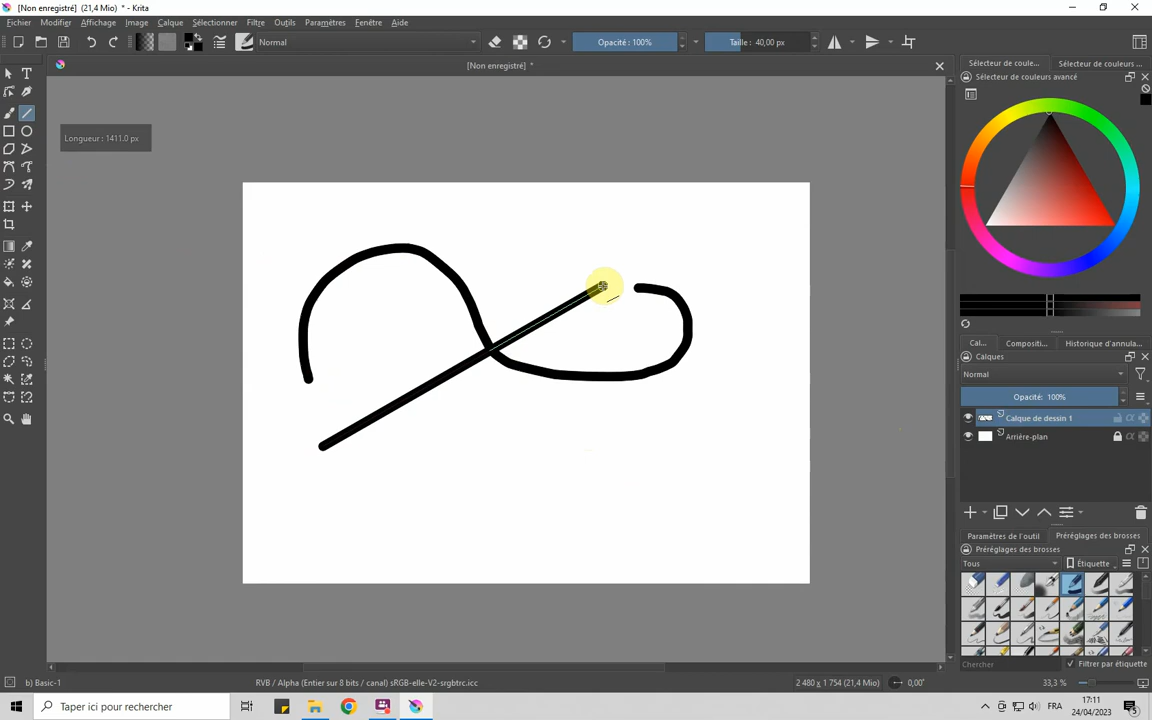 [Non enregistré] (21,4 Mio) * - Krita
Fichier Modifier Affichage Image Calque Sélectionner Filtre Outils Paramètres Fenêtre Aide
Normal Opacité : 100% Taille : 40,00 px
[Non enregistré] *
Sélecteur de coule... Sélecteur de couleurs ...
Sélecteur de couleurs avancé
Longueur : 1411.0 px
Cal... Compositi... Historique d'annula...
Calques
Normal
Opacité: 100%
Calque de dessin 1
Arrière-plan
Paramètres de l'outil Préréglages des brosses
Préréglages des brosses
Tous Étiquette
Chercher Filtrer par étiquette
b) Basic-1 RVB / Alpha (Entier sur 8 bits / canal) sRGB-elle-V2-srgbtrc.icc 2 480 x 1 754 (21,4 Mio) 0,00° 33,3 %
Taper ici pour rechercher FRA 17:11
24/04/2023 5